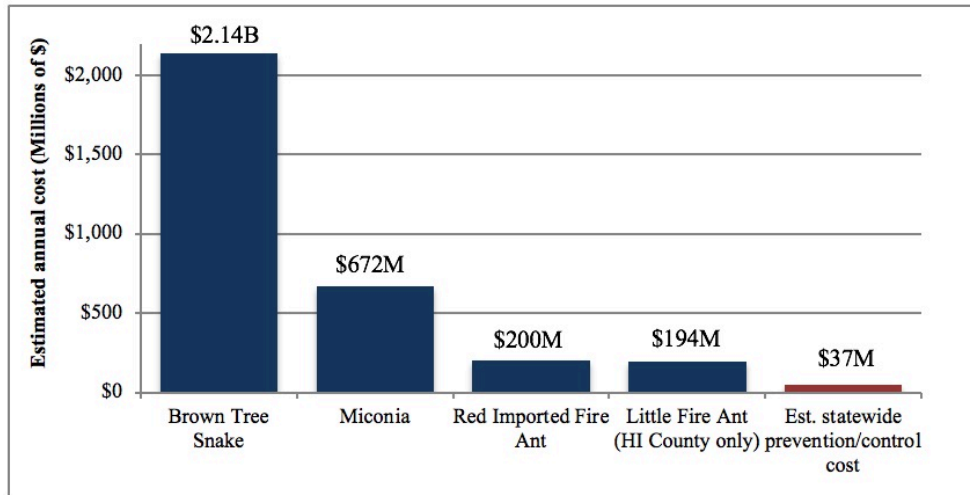 $2.14B
Estimated annual cost (Millions of $)
$2,000
$1,500
$1,000
$500
$0
$672M
$200M
$194M
$37M
Brown Tree
Snake
Miconia
Red Imported Fire
Ant
Little Fire Ant
(HI County only)
Est. statewide
prevention/control
cost